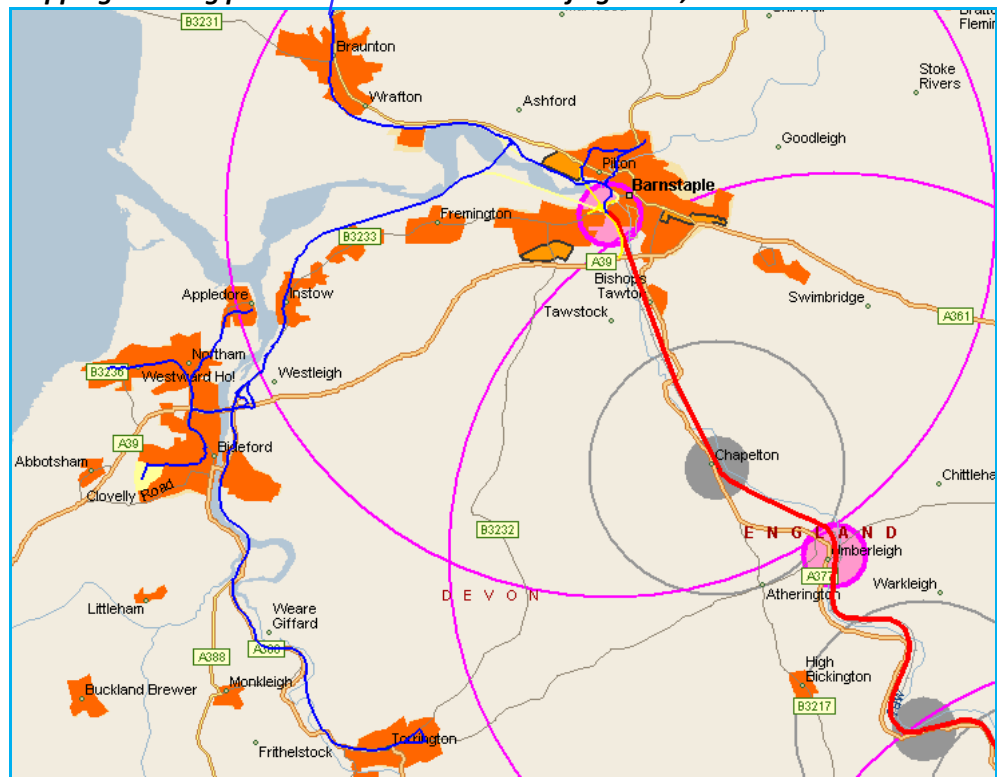 B3231
Braunton
Wrafton
Ashford
Stoke
Rivers
Goodleigh
Pilton
Barnstaple
Fremington
B3233
A39
Bishops
Tawton
Swimbridge
A361
Appledore
Instow
Tawstock
Northam
B3236
Westward Ho!
Westleigh
A39
Bideford
Abbotsham
Clovelly Road
Chapelton
B3232
ENGLAND
Umberleigh
A377
Atherington
Warkleigh
DEVON
Littleham
Weare
Giffard
A388
Buckland Brewer
Monkleigh
High
Bickington
B3217
Torrington
Frithelstock